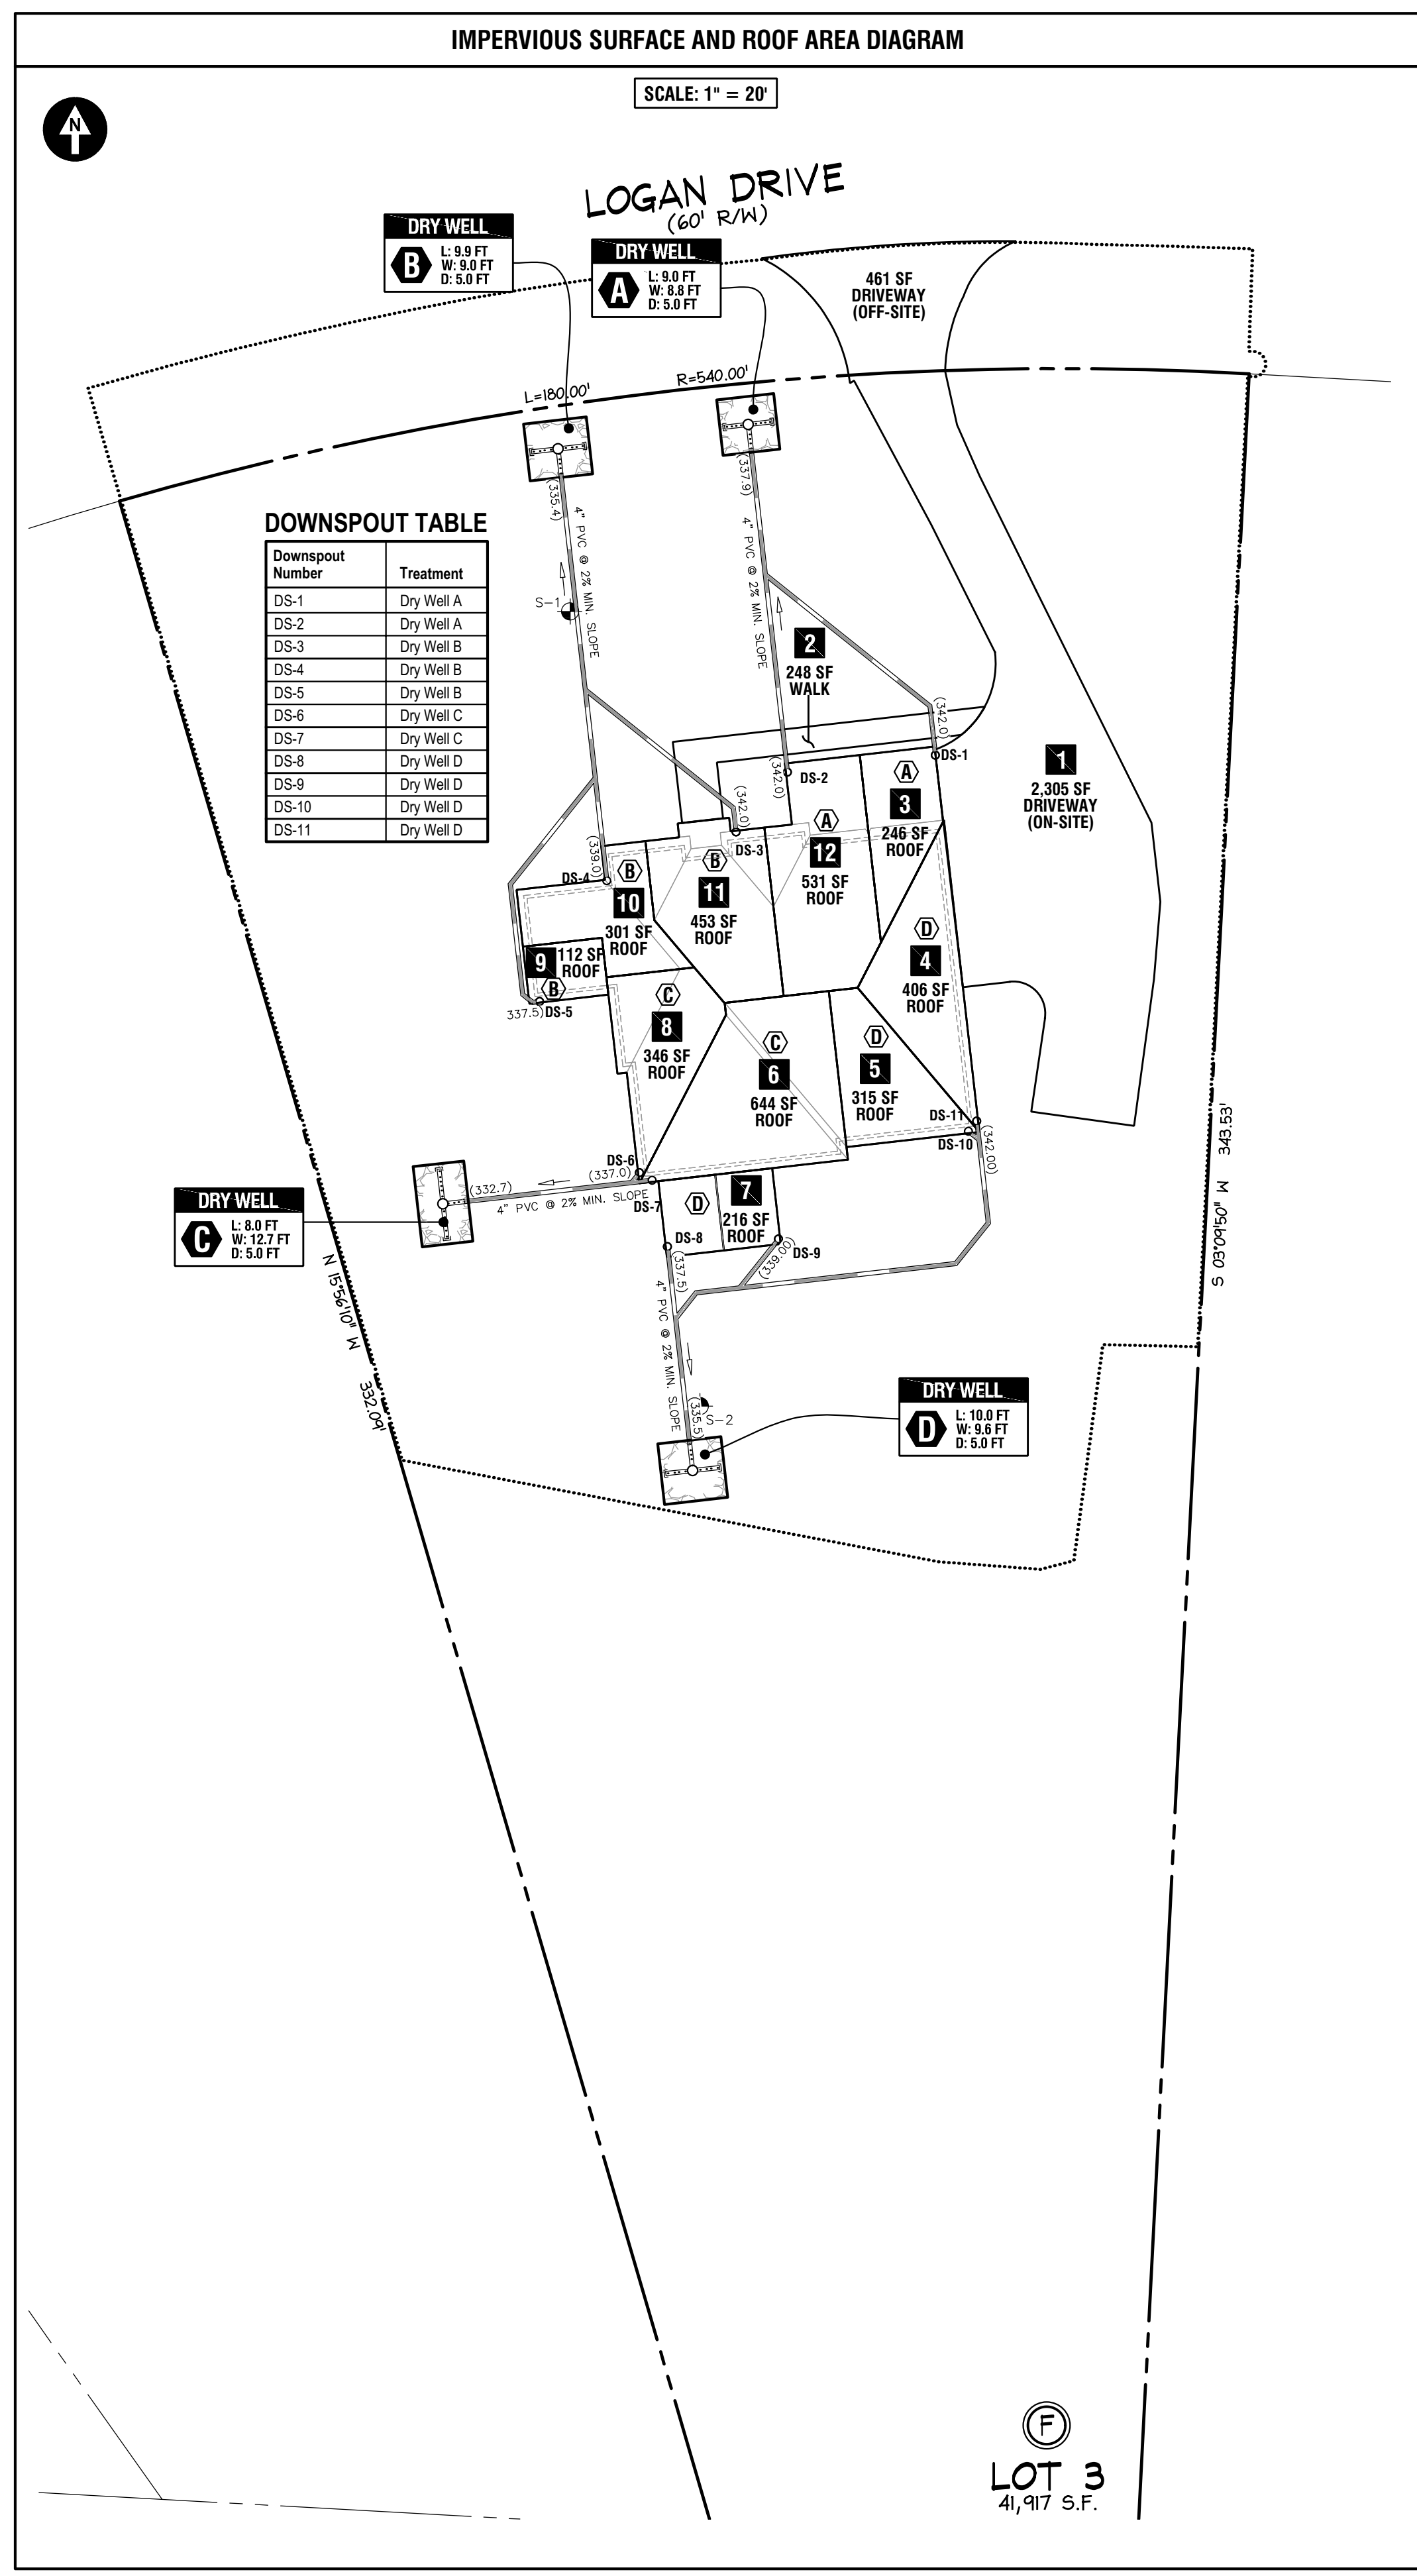 IMPERVIOUS SURFACE AND ROOF AREA DIAGRAM
SCALE: 1" = 20'
N
LOGAN DRIVE
(60' R/W)
DRY WELL
B
L: 9.9 FT
W: 9.0 FT
D: 5.0 FT
DRY WELL
A
L: 9.0 FT
W: 8.8 FT
D: 5.0 FT
461 SF
DRIVEWAY
(OFF-SITE)
L=180.00'
R=540.00'
(335.4)
4" PVC @ 2% MIN. SLOPE
S-1
(337.9)
4" PVC @ 2% MIN. SLOPE
DOWNSPOUT TABLE
Downspout Number Treatment
DS-1 Dry Well A
DS-2 Dry Well A
DS-3 Dry Well B
DS-4 Dry Well B
DS-5 Dry Well B
DS-6 Dry Well C
DS-7 Dry Well C
DS-8 Dry Well D
DS-9 Dry Well D
DS-10 Dry Well D
DS-11 Dry Well D
2
248 SF
WALK
(342.0)
DS-1
(342.0)
DS-2
(342.0)
DS-3
(339.0)
DS-4
1
2,305 SF
DRIVEWAY
(ON-SITE)
A
3
246 SF
ROOF
A
12
531 SF
ROOF
B
11
453 SF
ROOF
B
10
301 SF
ROOF
9
112 SF
ROOF
B
337.5)
DS-5
D
4
406 SF
ROOF
C
8
346 SF
ROOF
C
6
644 SF
ROOF
D
5
315 SF
ROOF
DS-11
DS-10
(342.00)
DS-6
(337.0)
(332.7)
4" PVC @ 2% MIN. SLOPE
DS-7
D
7
216 SF
ROOF
DS-8
(337.5)
DS-9
(339.00)
4" PVC @ 2% MIN. SLOPE
(335.5)
S-2
DRY WELL
C
L: 8.0 FT
W: 12.7 FT
D: 5.0 FT
DRY WELL
D
L: 10.0 FT
W: 9.6 FT
D: 5.0 FT
N 15°56'10" W 332.09'
S 03°09'50" W 343.53'
F
LOT 3
41,917 S.F.